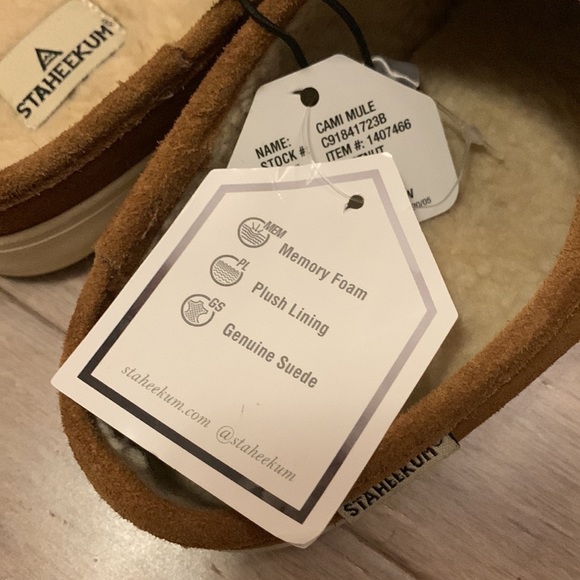 STAHEEKUM®
NAME: CAMI MULE
STOCK #: C91841723B
ITEM #: 1407466
MEM Memory Foam
PL Plush Lining
GS Genuine Suede
staheekum.com @staheekum
STAHEEKUM